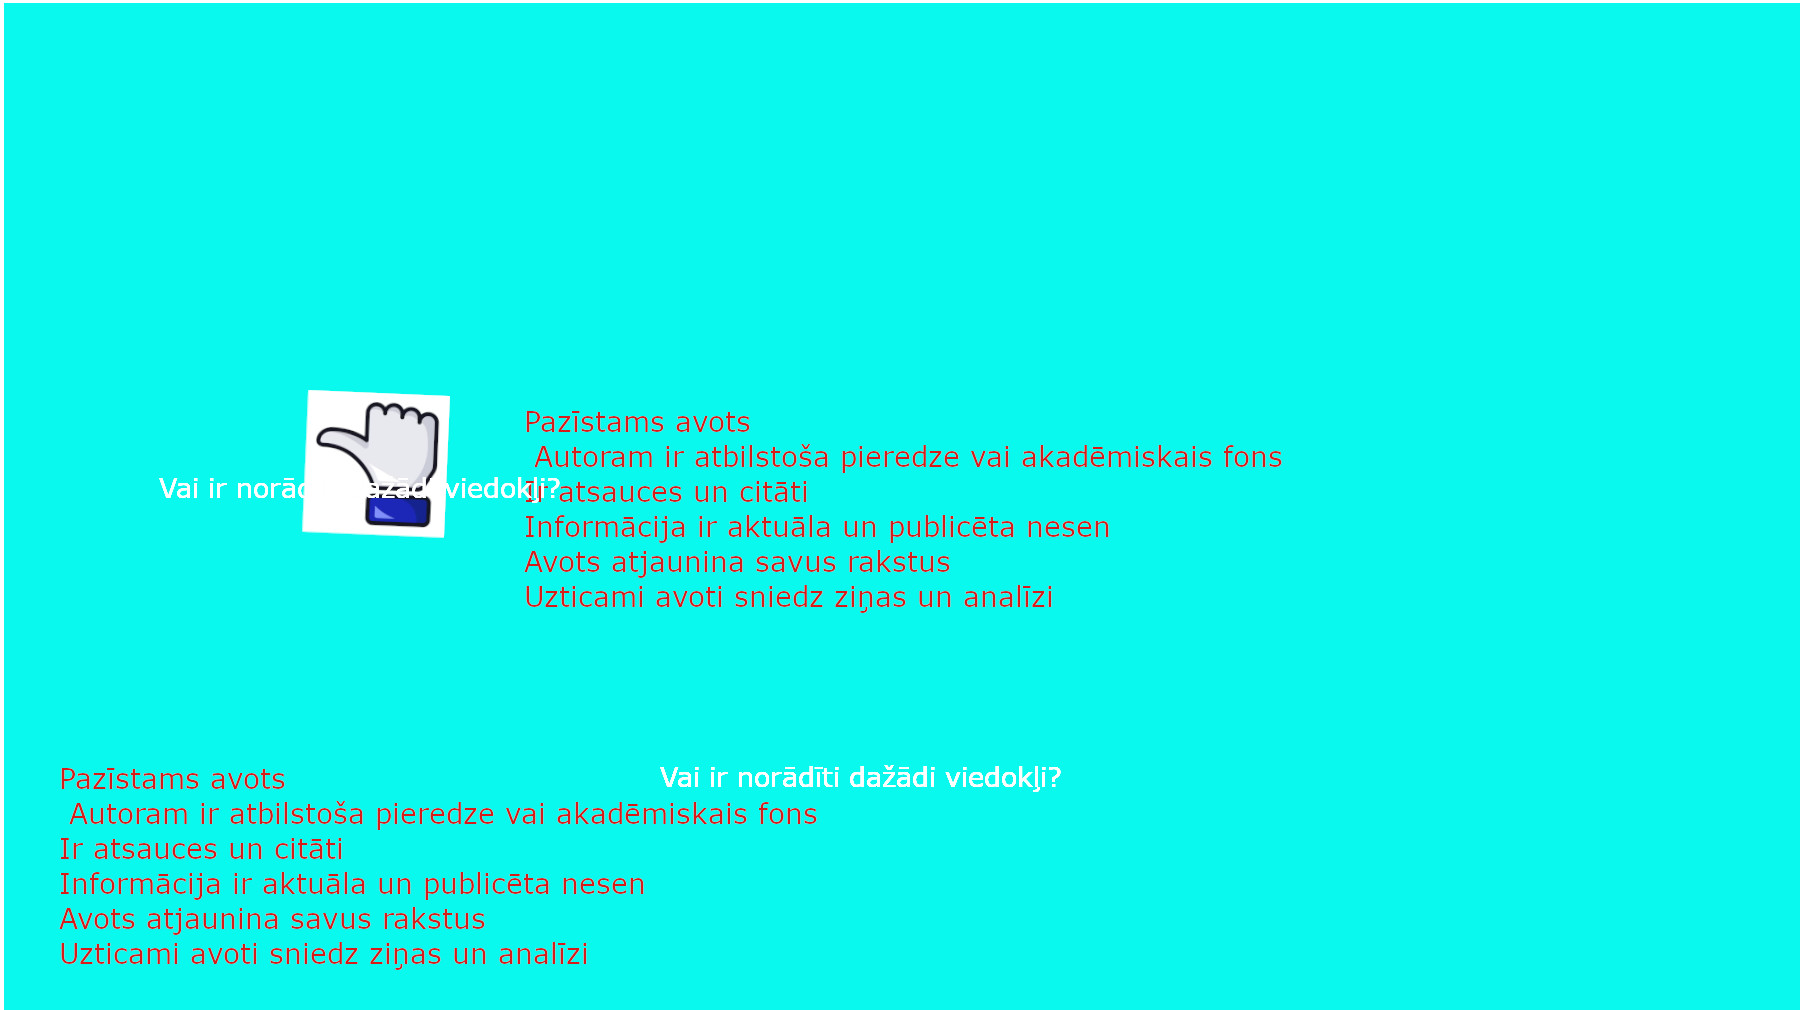 Pazīstams avots
Autoram ir atbilstoša pieredze vai akadēmiskais fons
Vai ir norādīti dažādi viedokļi?
Ir atsauces un citāti
Informācija ir aktuāla un publicēta nesen
Avots atjaunina savus rakstus
Uzticami avoti sniedz ziņas un analīzi
Pazīstams avots
Vai ir norādīti dažādi viedokļi?
Autoram ir atbilstoša pieredze vai akadēmiskais fons
Ir atsauces un citāti
Informācija ir aktuāla un publicēta nesen
Avots atjaunina savus rakstus
Uzticami avoti sniedz ziņas un analīzi